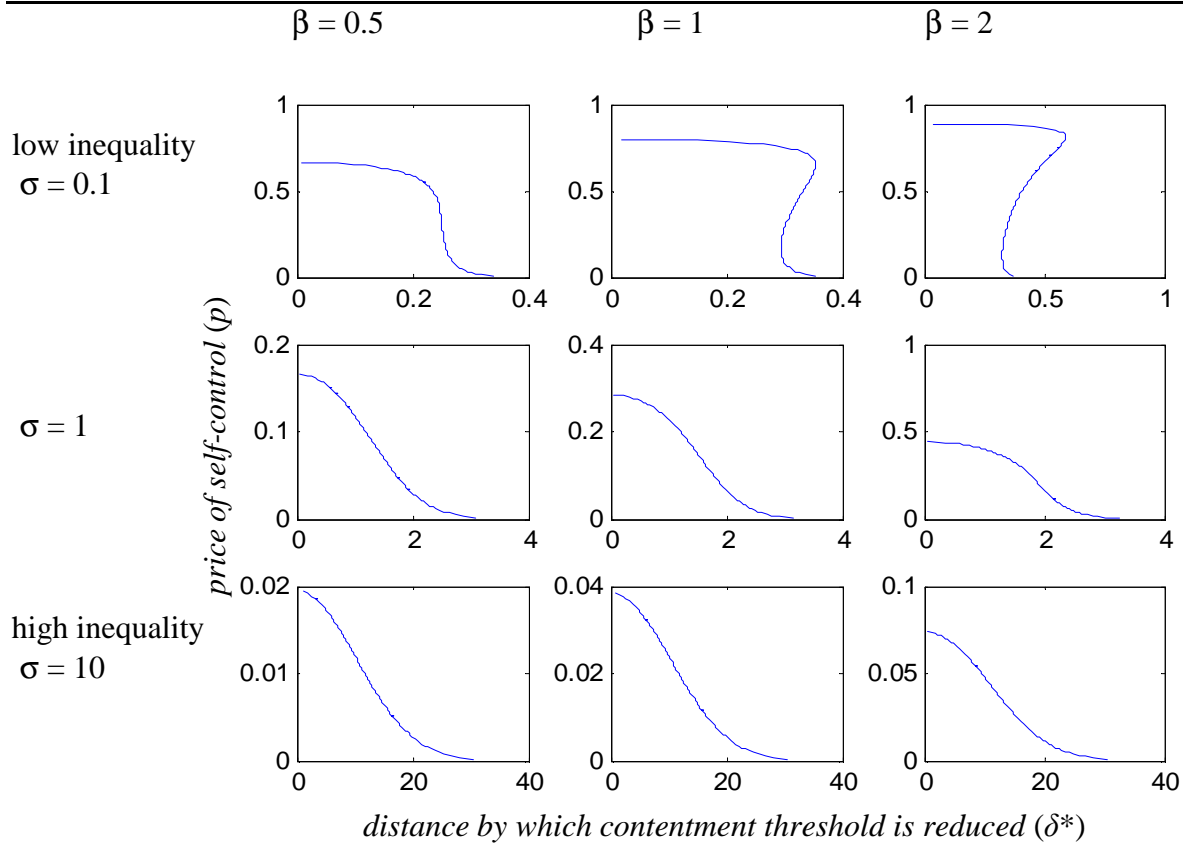 β = 0.5 β = 1 β = 2
low inequality
σ = 0.1
1 1 1
0.5 0.5 0.5
0 0 0
0 0.2 0.4 0 0.2 0.4 0 0.5 1
price of self-control (p)
σ = 1
0.2 0.4 1
0.1 0.2 0.5
0 0 0
0 2 4 0 2 4 0 2 4
high inequality
σ = 10
0.02 0.04 0.1
0.01 0.02 0.05
0 0 0
0 20 40 0 20 40 0 20 40
distance by which contentment threshold is reduced (δ*)